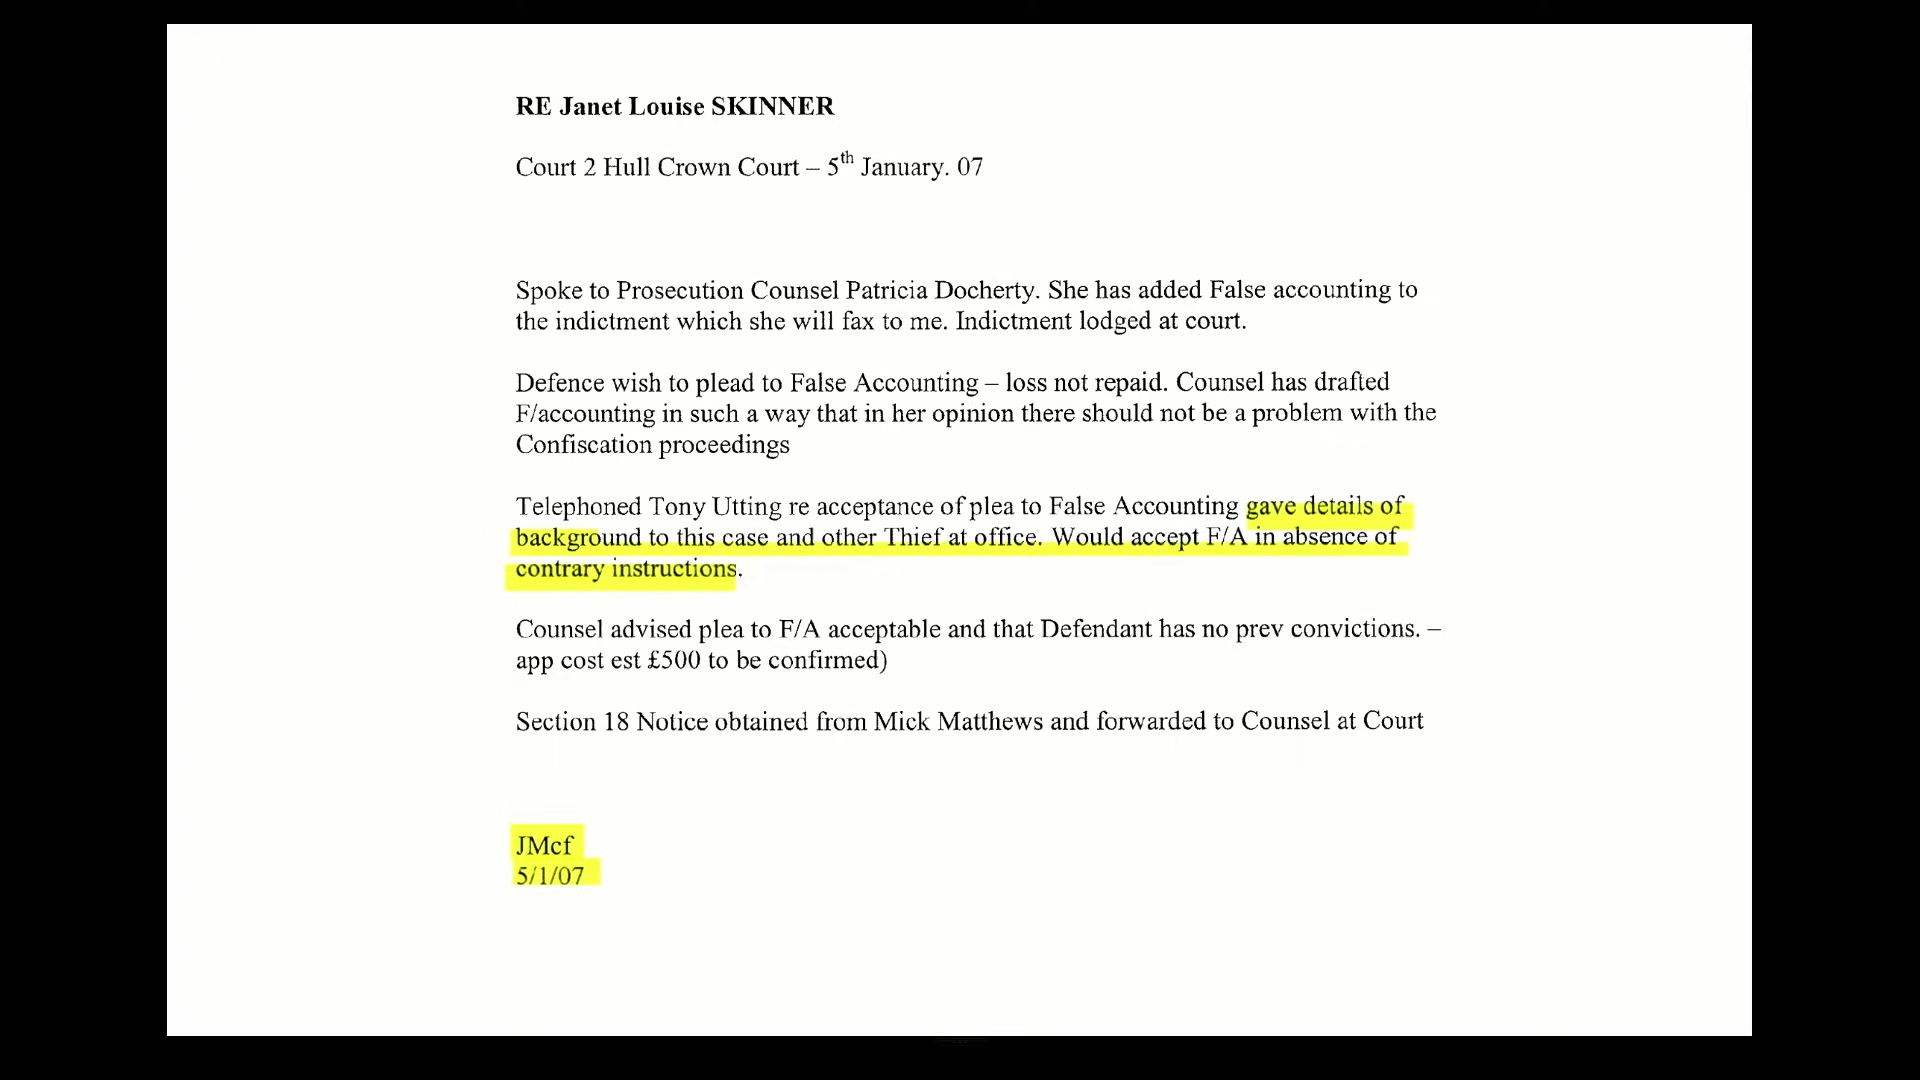 RE Janet Louise SKINNER
Court 2 Hull Crown Court – 5th January. 07
Spoke to Prosecution Counsel Patricia Docherty. She has added False accounting to
the indictment which she will fax to me. Indictment lodged at court.
Defence wish to plead to False Accounting – loss not repaid. Counsel has drafted
F/accounting in such a way that in her opinion there should not be a problem with the
Confiscation proceedings
Telephoned Tony Utting re acceptance of plea to False Accounting gave details of
background to this case and other Thief at office. Would accept F/A in absence of
contrary instructions.
Counsel advised plea to F/A acceptable and that Defendant has no prev convictions. –
app cost est £500 to be confirmed)
Section 18 Notice obtained from Mick Matthews and forwarded to Counsel at Court
JMcf
5/1/07